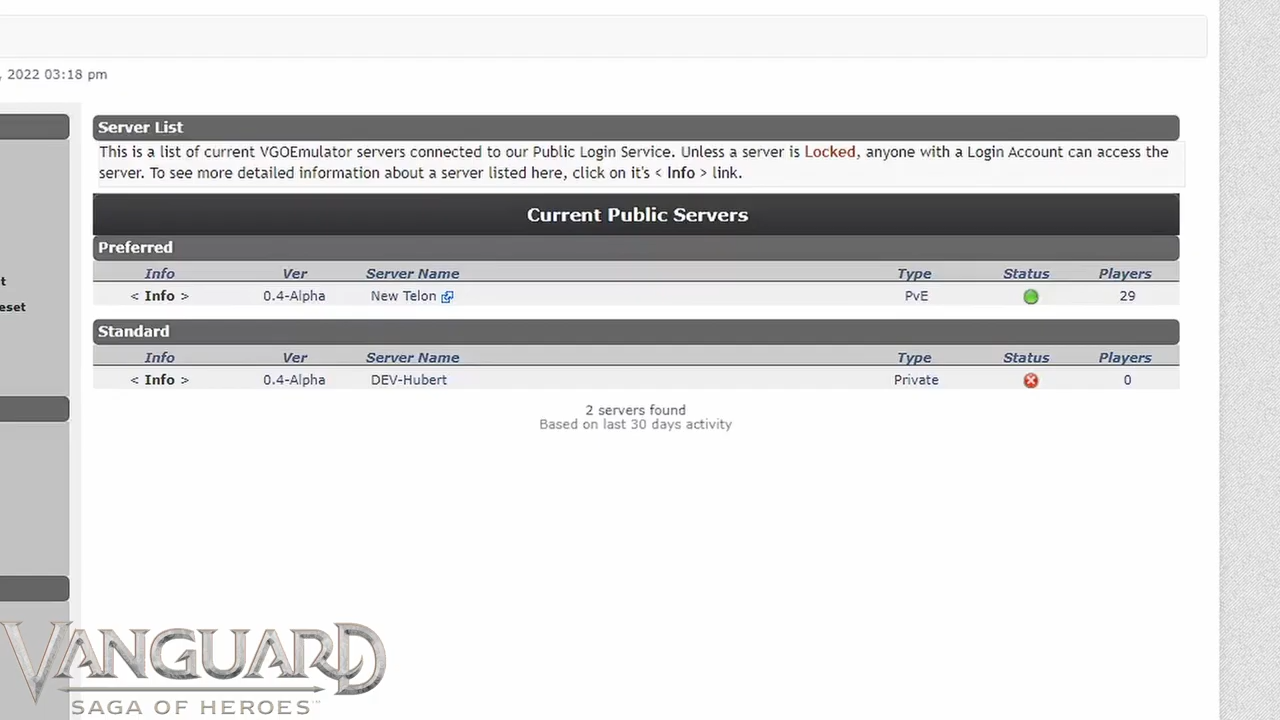 , 2022 03:18 pm
Server List
This is a list of current VGOEmulator servers connected to our Public Login Service. Unless a server is Locked, anyone with a Login Account can access the
server. To see more detailed information about a server listed here, click on it's < Info > link.
Current Public Servers
Preferred
Info Ver Server Name Type Status Players
< Info > 0.4-Alpha New Telon PvE 29
Standard
Info Ver Server Name Type Status Players
< Info > 0.4-Alpha DEV-Hubert Private 0
2 servers found
Based on last 30 days activity
t
eset
VANGUARD
SAGA OF HEROES™